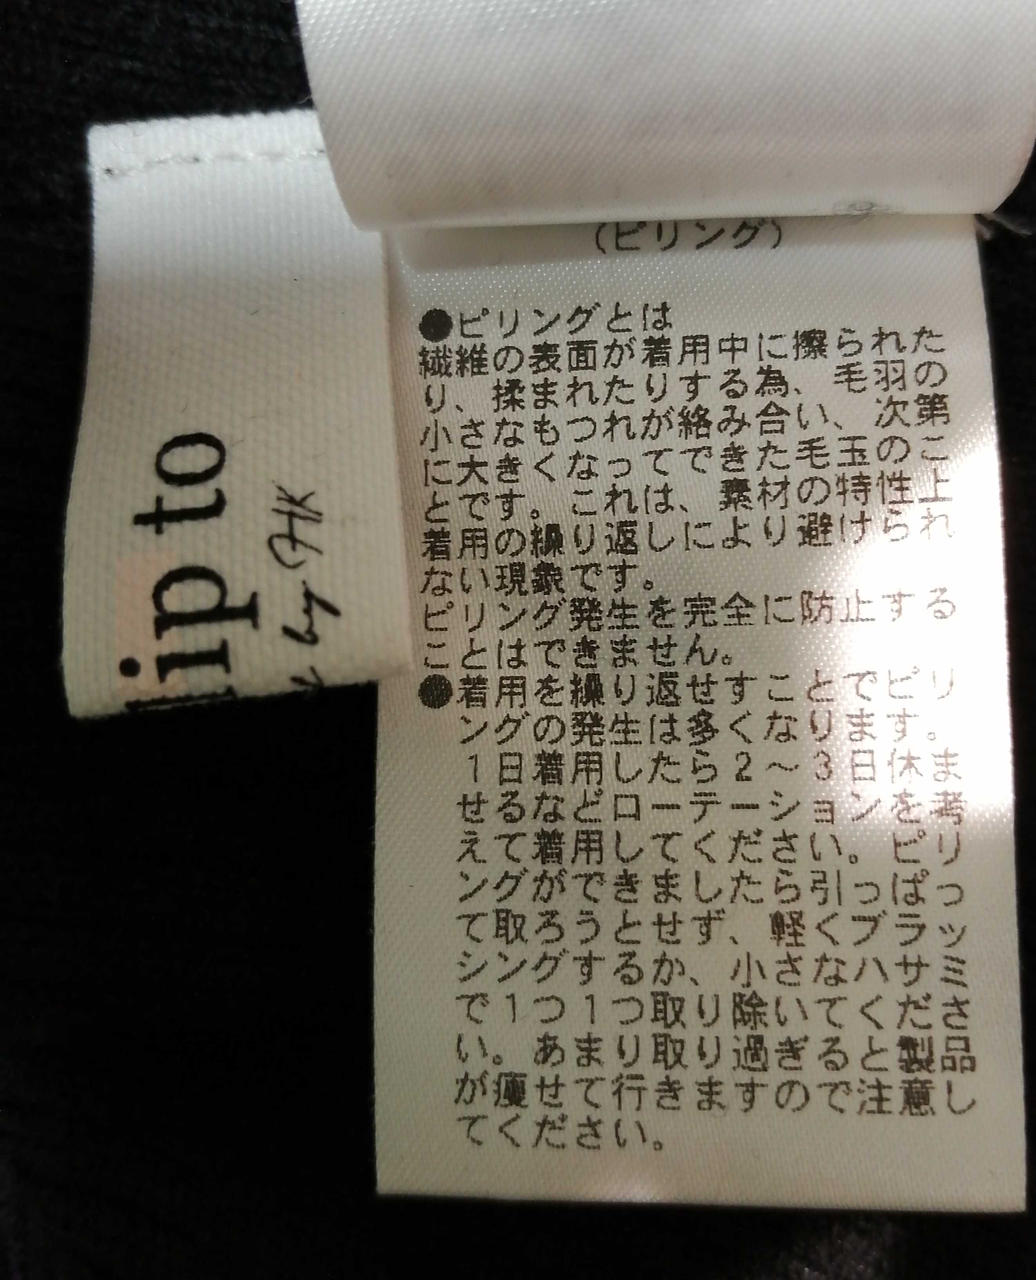 (ピリング)
●ピリングとは
繊維の表面が着用中に擦られた
り、揉まれたりする為、毛羽の
小さなもつれが絡み合い、次第
に大きくなってできた毛玉のこ
とです。これは、素材の特性上
着用の繰り返しにより避けられ
ない現象です。
ピリング発生を完全に防止する
ことはできません。
●着用を繰り返せすことでピリ
ングの発生は多くなります。
1日着用したら2～3日休ま
せるなどローテーションを考
えて着用してください。ピリ
ングができましたら引っぱっ
て取ろうとせず、軽くブラッ
シングするか、小さなハサミ
で1つ1つ取り除いてくださ
い。あまり取り過ぎると製品
が痩せて行きますので注意し
てください。
lip to
by